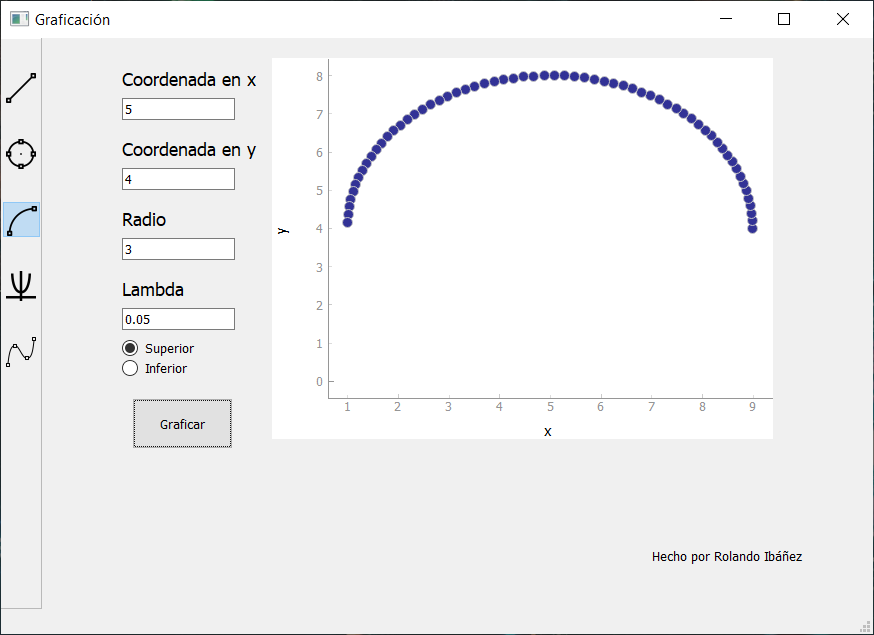 Graficación
Coordenada en x
5
Coordenada en y
4
Radio
3
Lambda
0.05
Superior
Inferior
Graficar
8
7
6
5
4
3
2
1
0
y
1 2 3 4 5 6 7 8 9
x
Hecho por Rolando Ibáñez